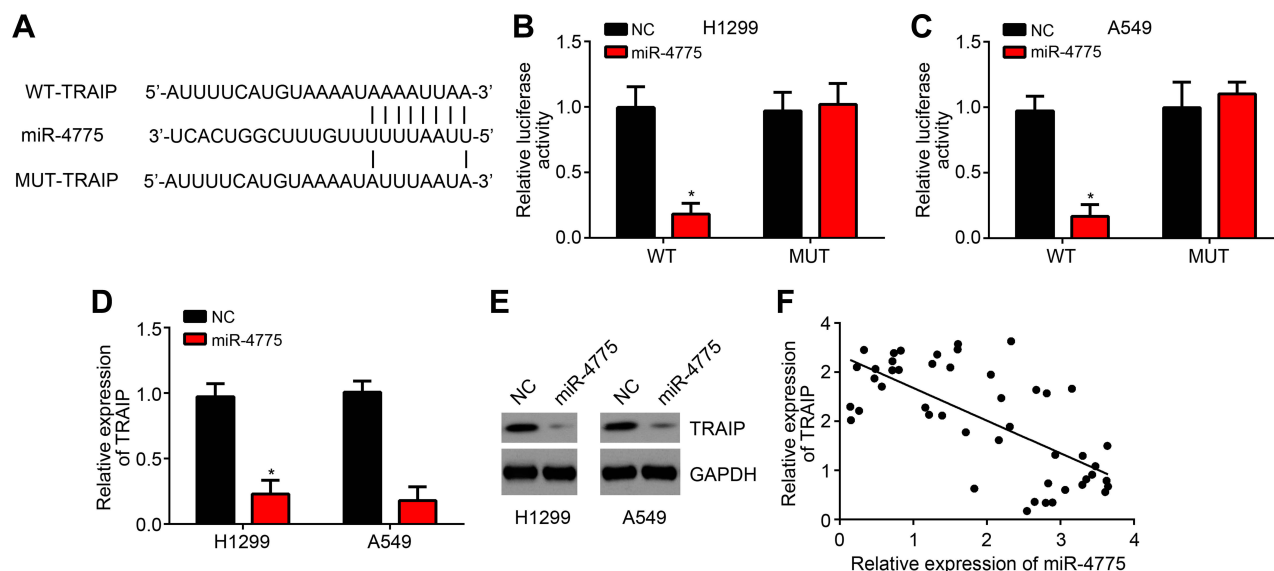 A
WT-TRAIP 5’-AUUUUCAUGUAAAAUAAAAUUAA-3’
miR-4775 3’-UCACUGGCUUUGUUUUUUAAUU-5’
MUT-TRAIP 5’-AUUUUCAUGUAAAAUAUUUAAUA-3’
B
NC
miR-4775
H1299
Relative luciferase
activity
1.5
1.0
0.5
0.0
*
WT MUT
C
NC
miR-4775
A549
Relative luciferase
activity
1.5
1.0
0.5
0.0
*
WT MUT
D
NC
miR-4775
Relative expression
of TRAIP
1.5
1.0
0.5
0.0
*
H1299 A549
E
NC miR-4775 NC miR-4775
TRAIP
GAPDH
H1299 A549
F
Relative expression
of TRAIP
4
2
2
1
0
0 1 2 3 4
Relative expression of miR-4775